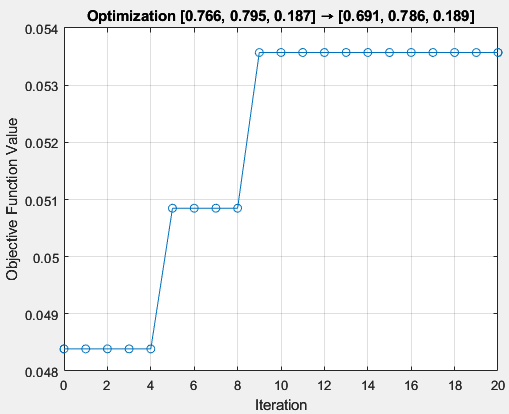 Optimization [0.766, 0.795, 0.187] → [0.691, 0.786, 0.189]
0.054
0.053
0.052
0.051
0.05
0.049
0.048
Objective Function Value
0 2 4 6 8 10 12 14 16 18 20
Iteration